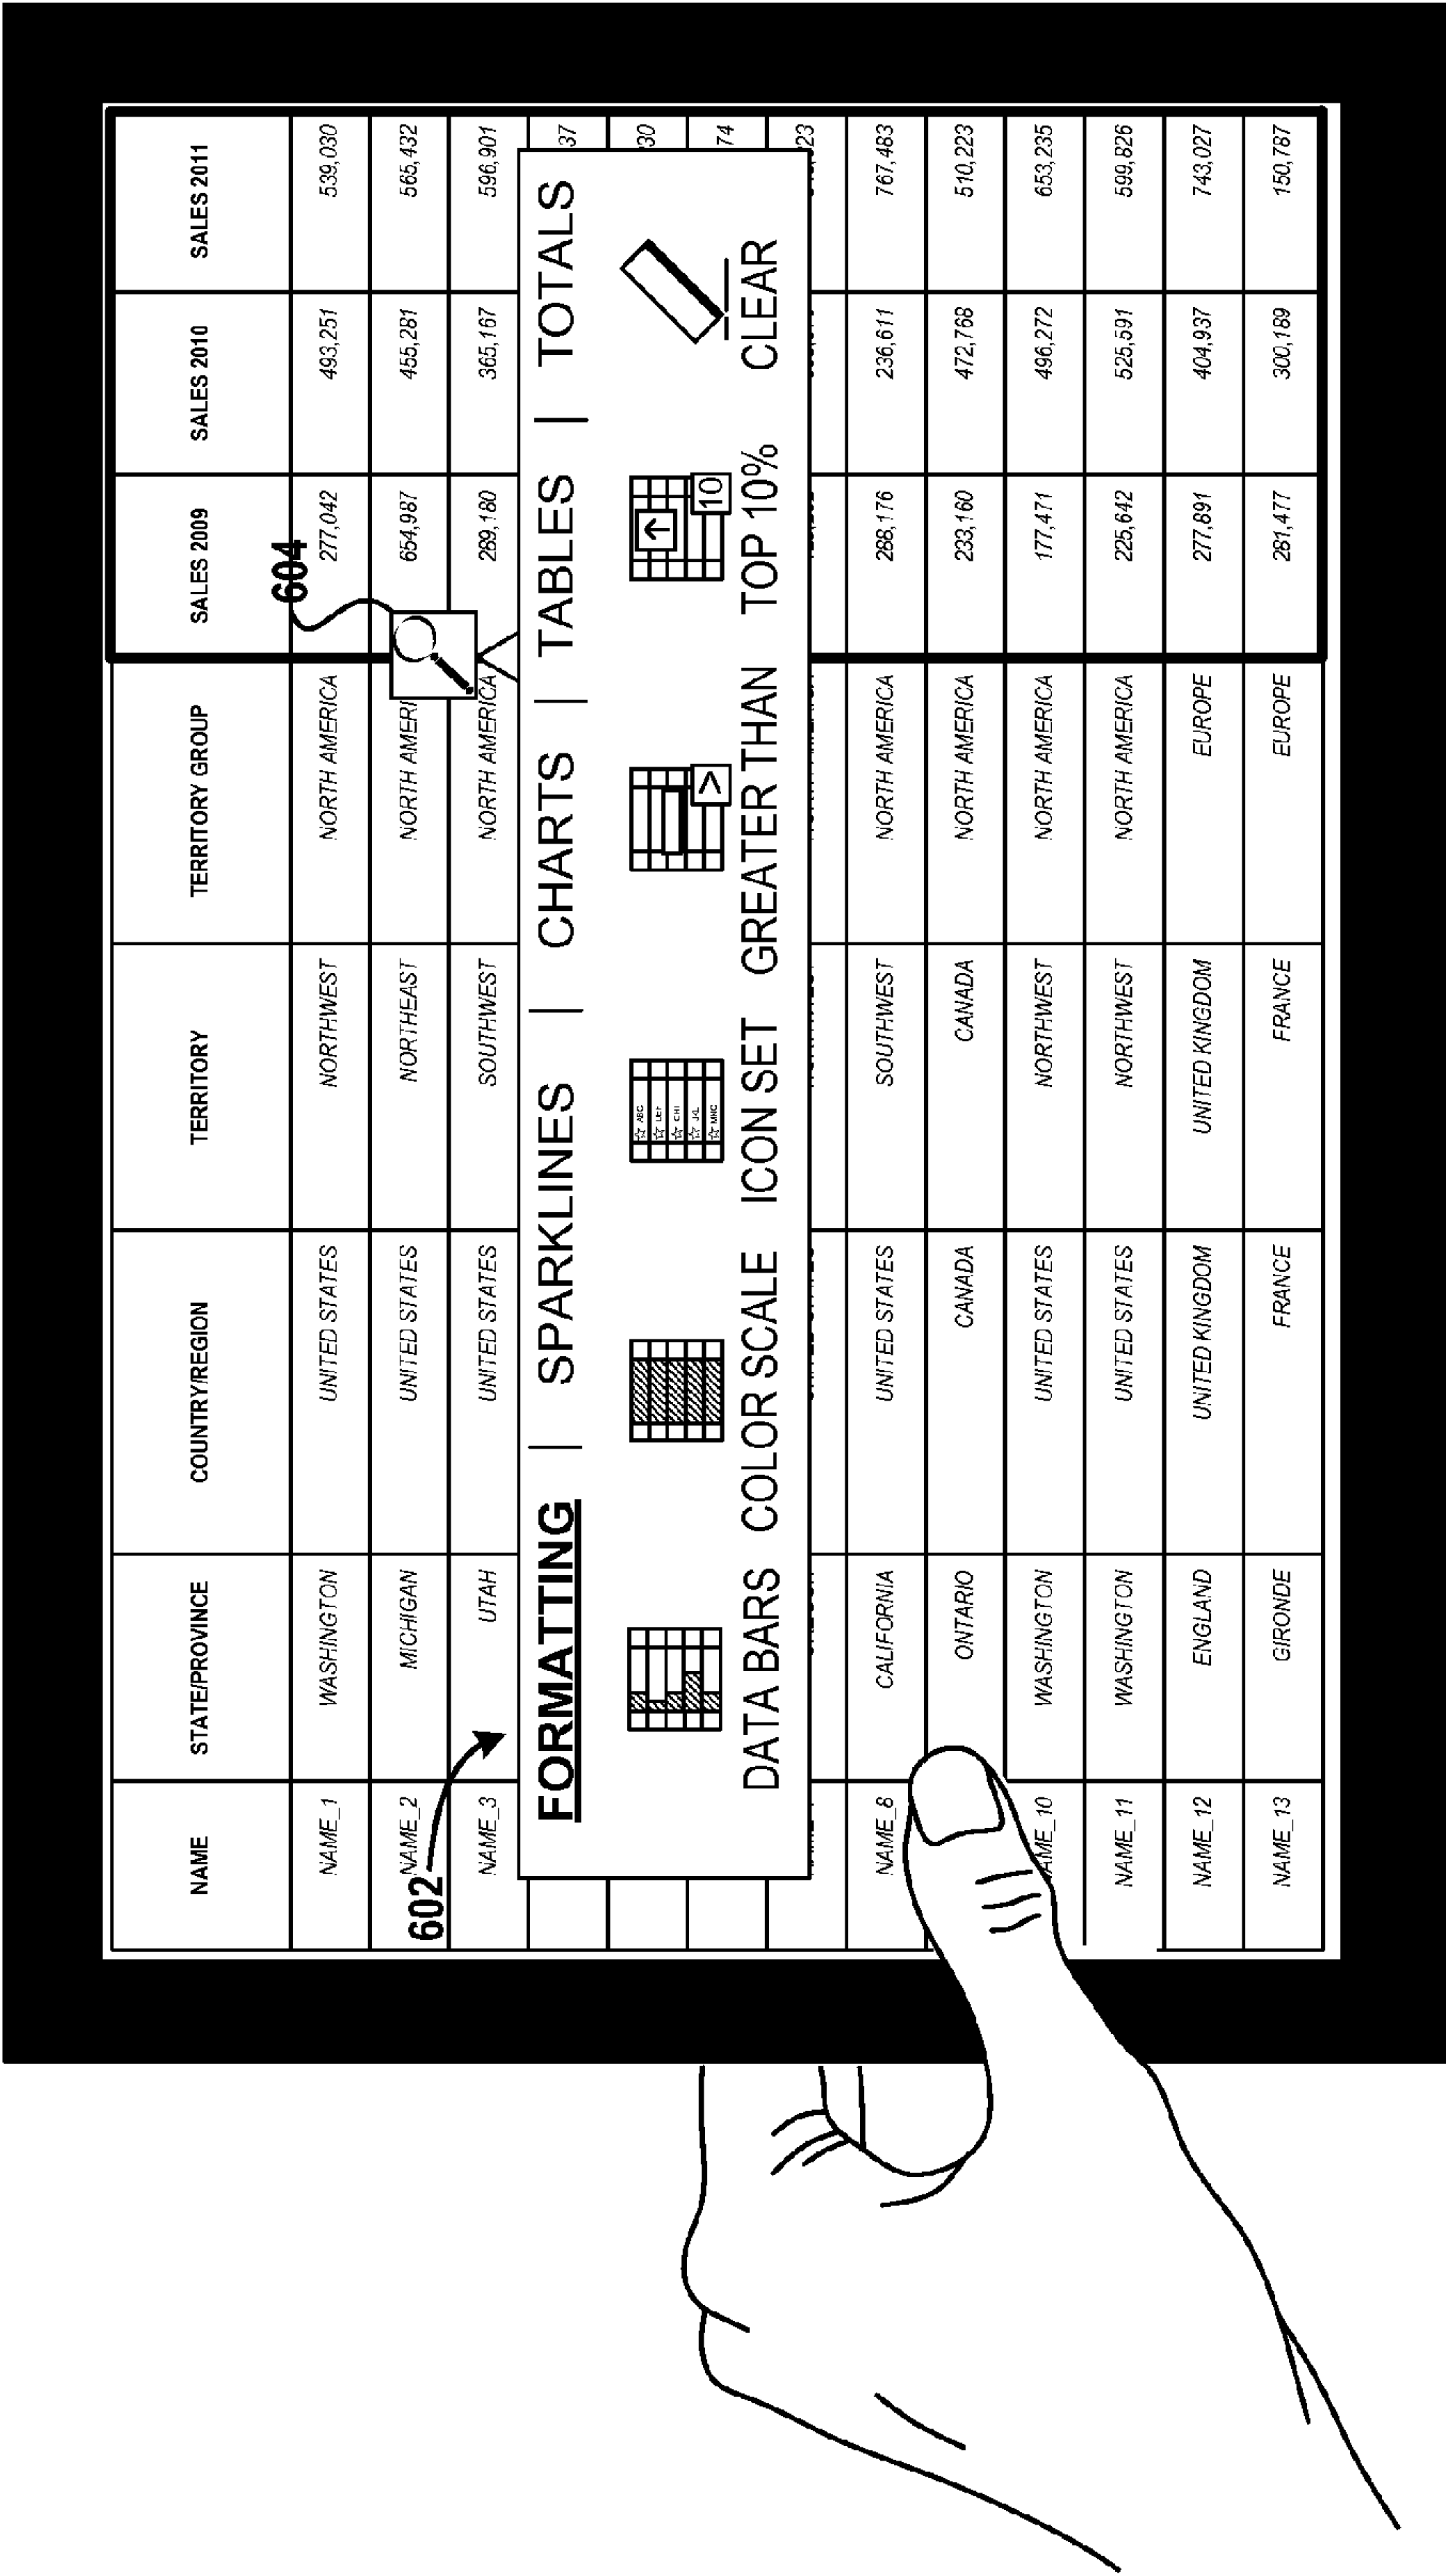 NAME STATE/PROVINCE COUNTRY/REGION TERRITORY TERRITORY GROUP SALES 2009 SALES 2010 SALES 2011
604
NAME_1 WASHINGTON UNITED STATES NORTHWEST NORTH AMERICA 277,042 493,251 539,030
602
NAME_2 MICHIGAN UNITED STATES NORTHEAST NORTH AMERI 654,987 455,281 565,432
NAME_3 UTAH UNITED STATES SOUTHWEST NORTH AMERICA 289,180 365,167 596,901
37
FORMATTING | SPARKLINES | CHARTS | TABLES | TOTALS
30
ABC
JKL
>
10
74
DATA BARS COLOR SCALE ICON SET GREATER THAN TOP 10% CLEAR
23
NAME_8 CALIFORNIA UNITED STATES SOUTHWEST NORTH AMERICA 288,176 236,611 767,483
ONTARIO CANADA CANADA NORTH AMERICA 233,160 472,768 510,223
AME_10 WASHINGTON UNITED STATES NORTHWEST NORTH AMERICA 177,471 496,272 653,235
NAME_11 WASHINGTON UNITED STATES NORTHWEST NORTH AMERICA 225,642 525,591 599,826
NAME_12 ENGLAND UNITED KINGDOM UNITED KINGDOM EUROPE 277,891 404,937 743,027
NAME_13 GIRONDE FRANCE FRANCE EUROPE 281,477 300,189 150,787